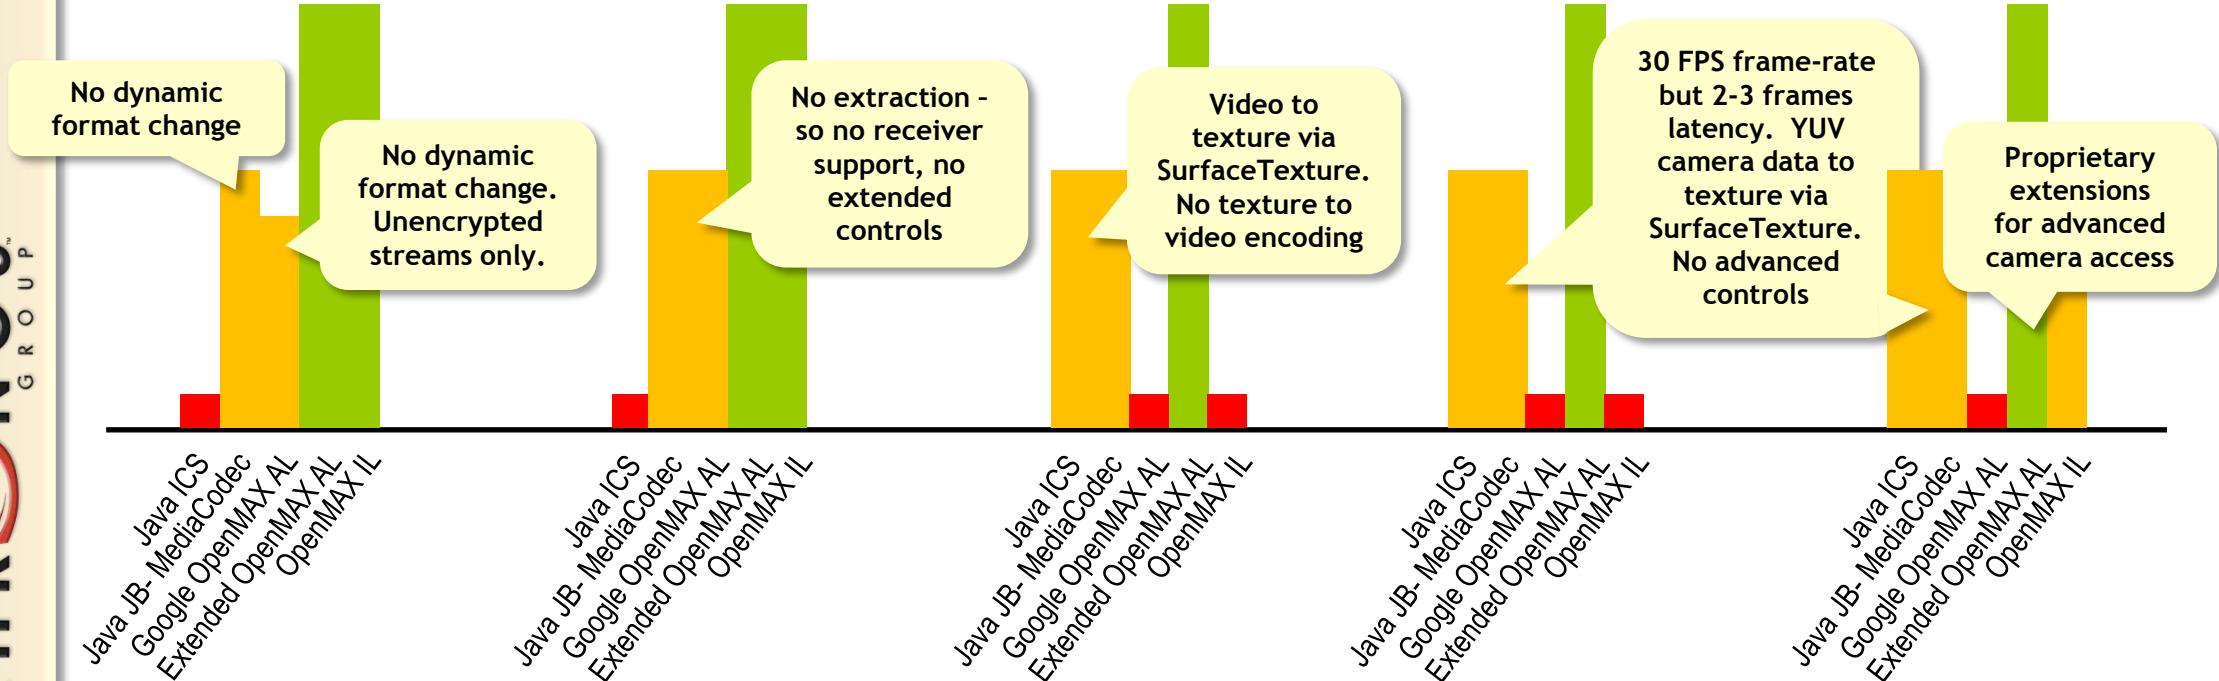 No dynamic
format change
No dynamic
format change.
Unencrypted
streams only.
No extraction –
so no receiver
support, no
extended
controls
Video to
texture via
SurfaceTexture.
No texture to
video encoding
30 FPS frame-rate
but 2-3 frames
latency.  YUV
camera data to
texture via
SurfaceTexture.
No advanced
controls
Proprietary
extensions
for advanced
camera access
Java ICS
Java JB- MediaCodec
Google OpenMAX AL
Extended OpenMAX AL
OpenMAX IL
Java ICS
Java JB- MediaCodec
Google OpenMAX AL
Extended OpenMAX AL
OpenMAX IL
Java ICS
Java JB- MediaCodec
Google OpenMAX AL
Extended OpenMAX AL
OpenMAX IL
Java ICS
Java JB- MediaCodec
Google OpenMAX AL
Extended OpenMAX AL
OpenMAX IL
Java ICS
Java JB- MediaCodec
Google OpenMAX AL
Extended OpenMAX AL
OpenMAX IL
GROUP